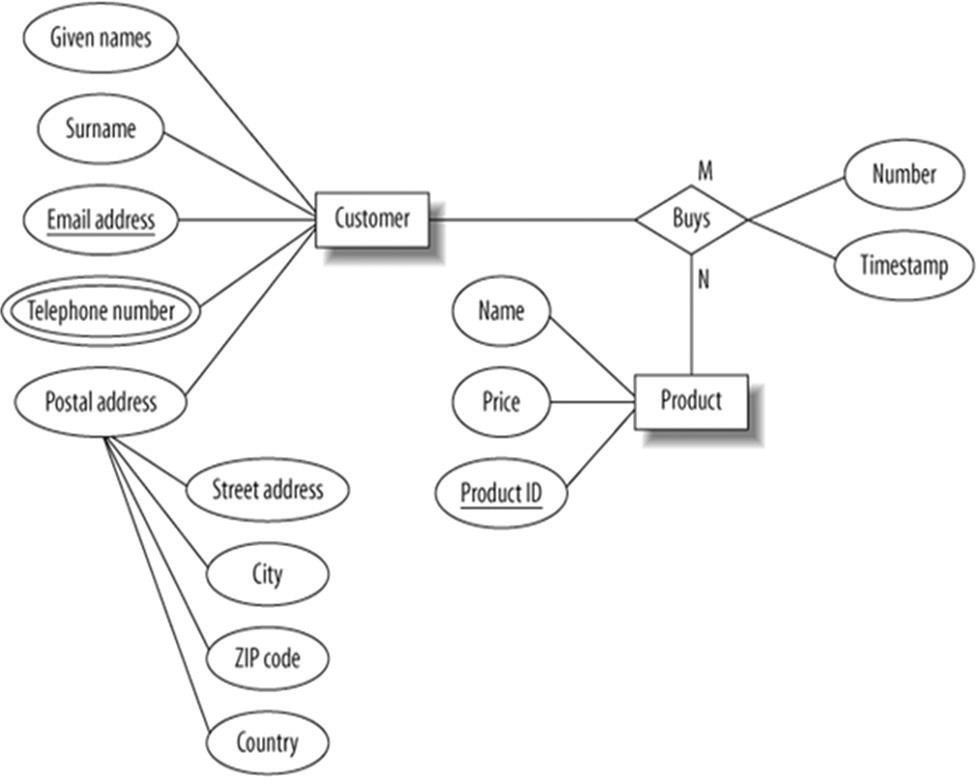 Given names
Surname
Email address
Telephone number
Postal address
Street address
City
ZIP code
Country
Customer
M
Buys
N
Number
Timestamp
Name
Price
Product ID
Product